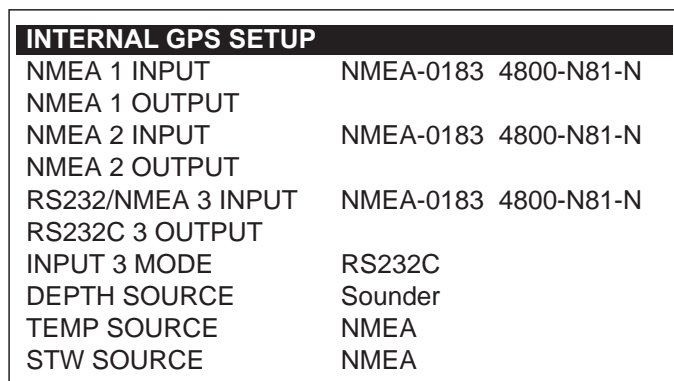 INTERNAL GPS SETUP
NMEA 1 INPUT NMEA-0183 4800-N81-N
NMEA 1 OUTPUT
NMEA 2 INPUT NMEA-0183 4800-N81-N
NMEA 2 OUTPUT
RS232/NMEA 3 INPUT NMEA-0183 4800-N81-N
RS232C 3 OUTPUT
INPUT 3 MODE RS232C
DEPTH SOURCE Sounder
TEMP SOURCE NMEA
STW SOURCE NMEA